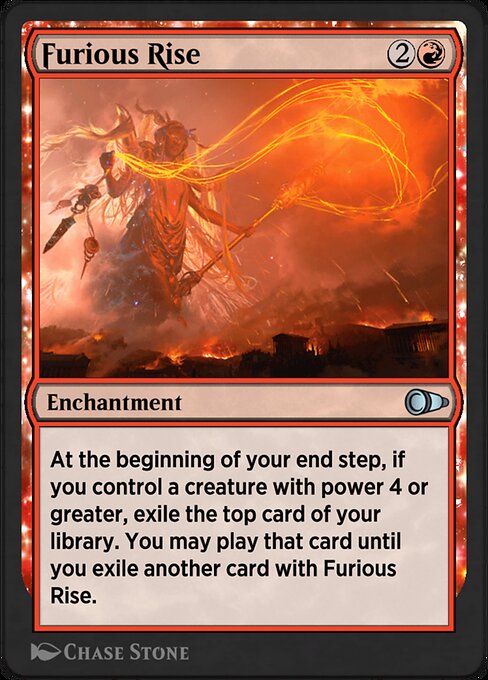 Furious Rise 2
Enchantment
At the beginning of your end step, if
you control a creature with power 4 or
greater, exile the top card of your
library. You may play that card until
you exile another card with Furious
Rise.
Chase Stone